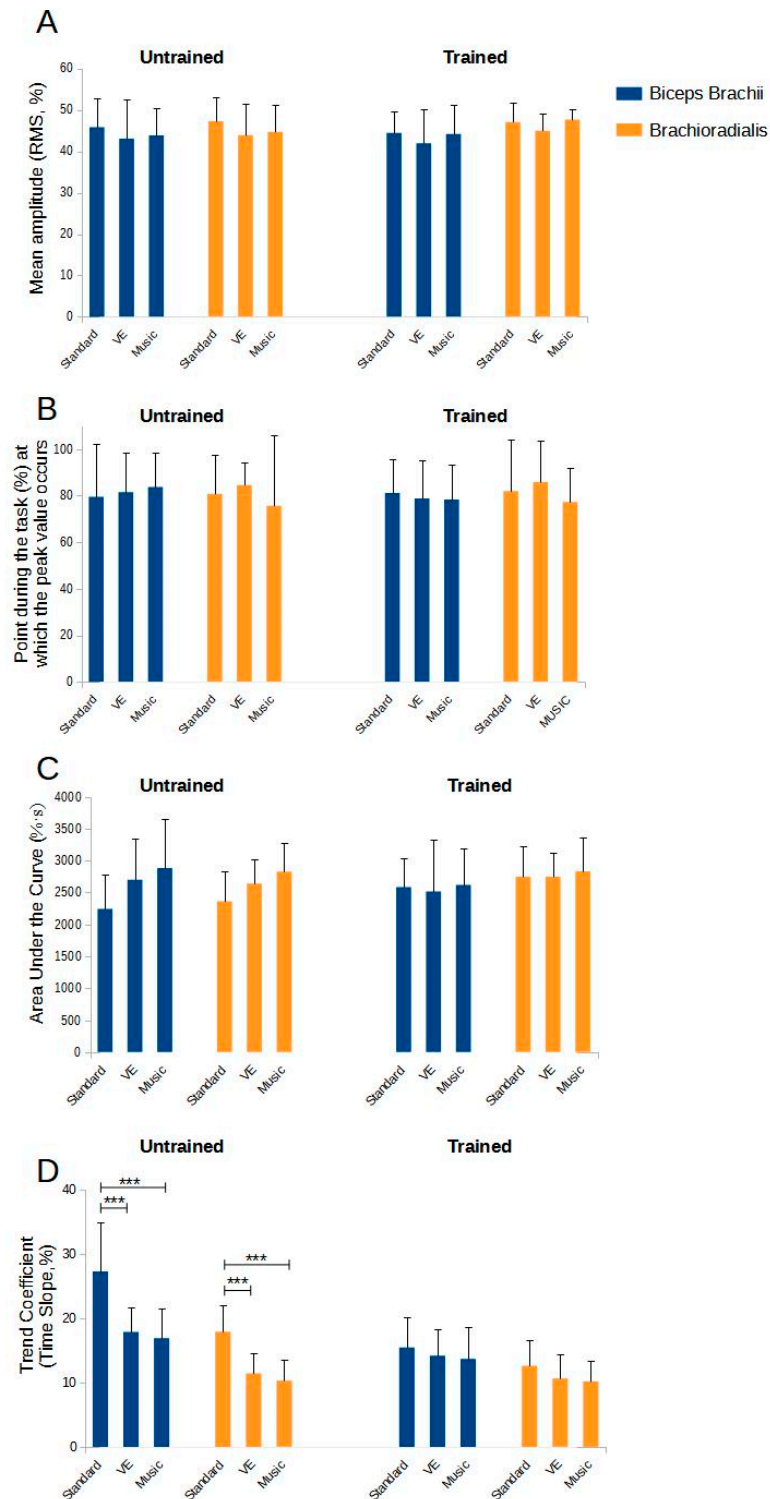 A
Untrained
Trained
Biceps Brachii
Brachioradialis
Mean amplitude (RMS, %)
60
50
40
30
20
10
0
Standard
VE
Music
Standard
VE
Music
Standard
VE
Music
Standard
VE
Music
B
Untrained
Trained
Point during the task (%) at
which the peak value occurs
100
80
60
40
20
0
Standard
VE
Music
Standard
VE
Music
Standard
VE
Music
Standard
VE
MUSIC
C
Untrained
Trained
Area Under the Curve (%·s)
4000
3500
3000
2500
2000
1500
1000
500
0
Standard
VE
Music
Standard
VE
Music
Standard
VE
Music
Standard
VE
Music
Untrained
Trained
D
Trend Coefficient
(Time Slope,%)
40
30
20
10
0
***
***
***
***
Standard
VE
Music
Standard
VE
Music
Standard
VE
Music
Standard
VE
Music